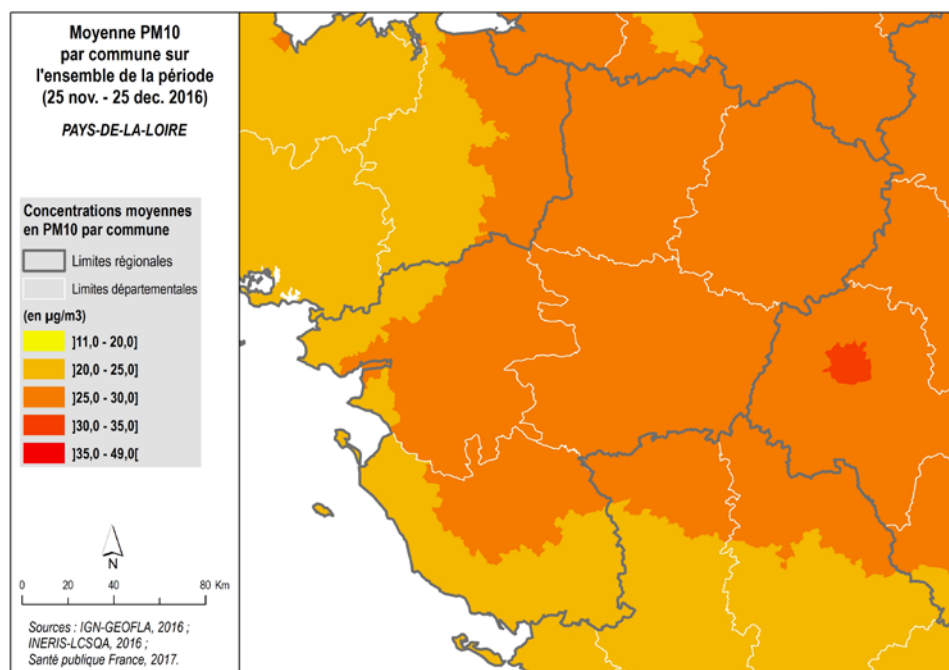 Moyenne PM10
par commune sur
l'ensemble de la période
(25 nov. - 25 dec. 2016)
PAYS-DE-LA-LOIRE
Concentrations moyennes
en PM10 par commune
Limites régionales
Limites départementales
(en µg/m3)
]11,0 - 20,0]
]20,0 - 25,0]
]25,0 - 30,0]
]30,0 - 35,0]
]35,0 - 49,0[
N
0 20 40 80 Km
Sources : IGN-GEOFLA, 2016 ;
INERIS-LCSQA, 2016 ;
Santé publique France, 2017.